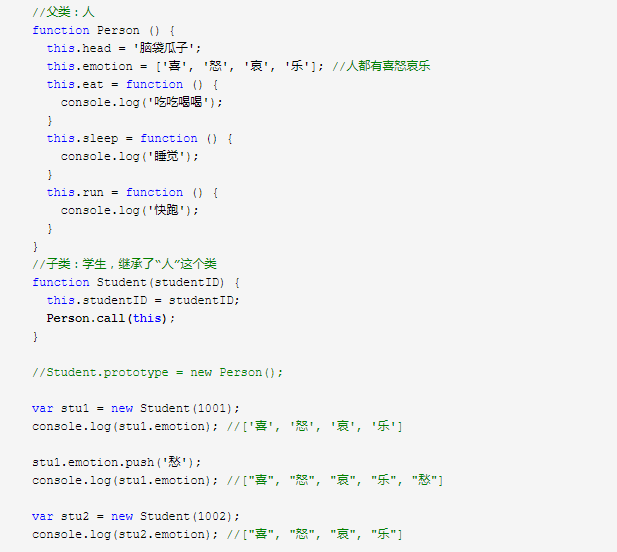 //父类：人
function Person () {
  this.head = '脑袋瓜子';
  this.emotion = ['喜', '怒', '哀', '乐']; //人都有喜怒哀乐
  this.eat = function () {
    console.log('吃吃喝喝');
  }
  this.sleep = function () {
    console.log('睡觉');
  }
  this.run = function () {
    console.log('快跑');
  }
}
//子类：学生，继承了“人”这个类
function Student(studentID) {
  this.studentID = studentID;
  Person.call(this);
}
//Student.prototype = new Person();
var stu1 = new Student(1001);
console.log(stu1.emotion); //['喜', '怒', '哀', '乐']
stu1.emotion.push('愁');
console.log(stu1.emotion); //["喜", "怒", "哀", "乐", "愁"]
var stu2 = new Student(1002);
console.log(stu2.emotion); //["喜", "怒", "哀", "乐"]